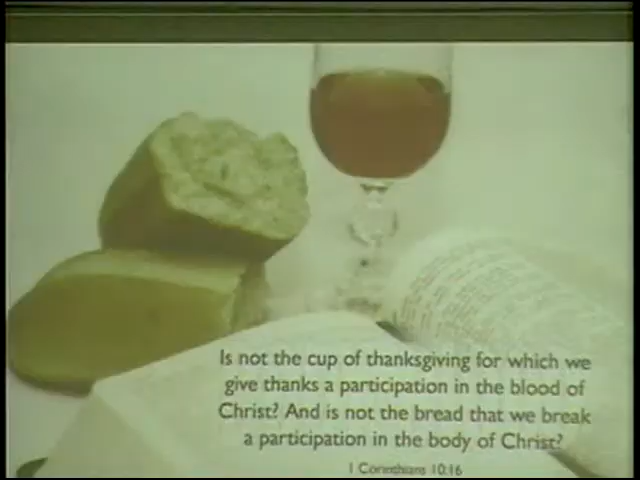 Is not the cup of thanksgiving for which we
give thanks a participation in the blood of
Christ? And is not the bread that we break
a participation in the body of Christ?
1 Corinthians 10:16